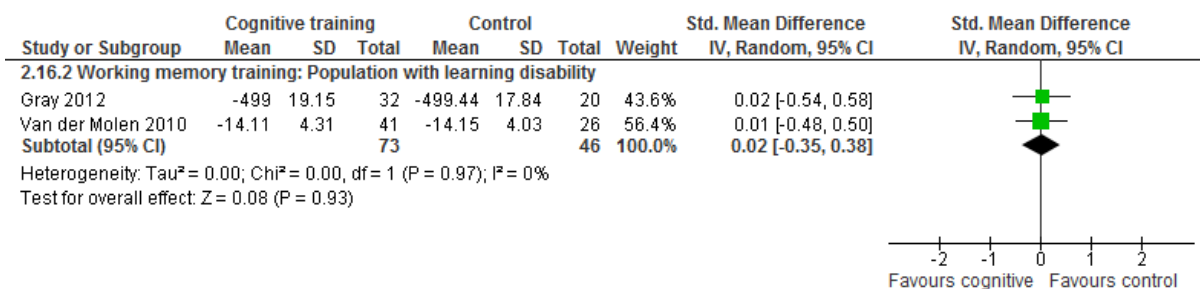 Cognitive training Control Std. Mean Difference Std. Mean Difference
Study or Subgroup Mean SD Total Mean SD Total Weight IV, Random, 95% CI IV, Random, 95% CI
2.16.2 Working memory training: Population with learning disability
Gray 2012 -499 19.15 32 -499.44 17.84 20 43.6% 0.02 [-0.54, 0.58]
Van der Molen 2010 -14.11 4.31 41 -14.15 4.03 26 56.4% 0.01 [-0.48, 0.50]
Subtotal (95% CI) 73 46 100.0% 0.02 [-0.35, 0.38]
Heterogeneity: Tau² = 0.00; Chi² = 0.00, df = 1 (P = 0.97); I² = 0%
Test for overall effect: Z = 0.08 (P = 0.93)
-2 -1 0 1 2
Favours cognitive Favours control